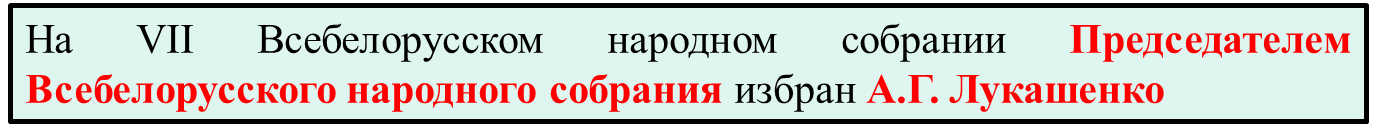 На VII Всебелорусском народном собрании Председателем
Всебелорусского народного собрания избран А.Г. Лукашенко